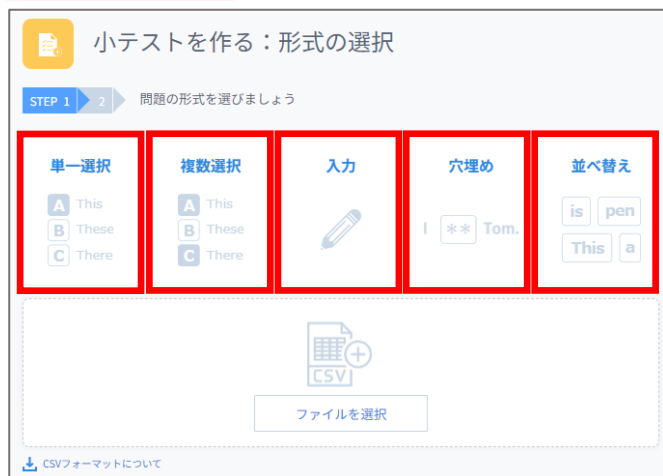 小テストを作る：形式の選択
STEP 1 2 問題の形式を選びましょう
単一選択
A This
B These
C There
複数選択
A This
B These
C There
入力
穴埋め
I ** Tom.
並べ替え
is pen
This a
CSV
ファイルを選択
CSVフォーマットについて